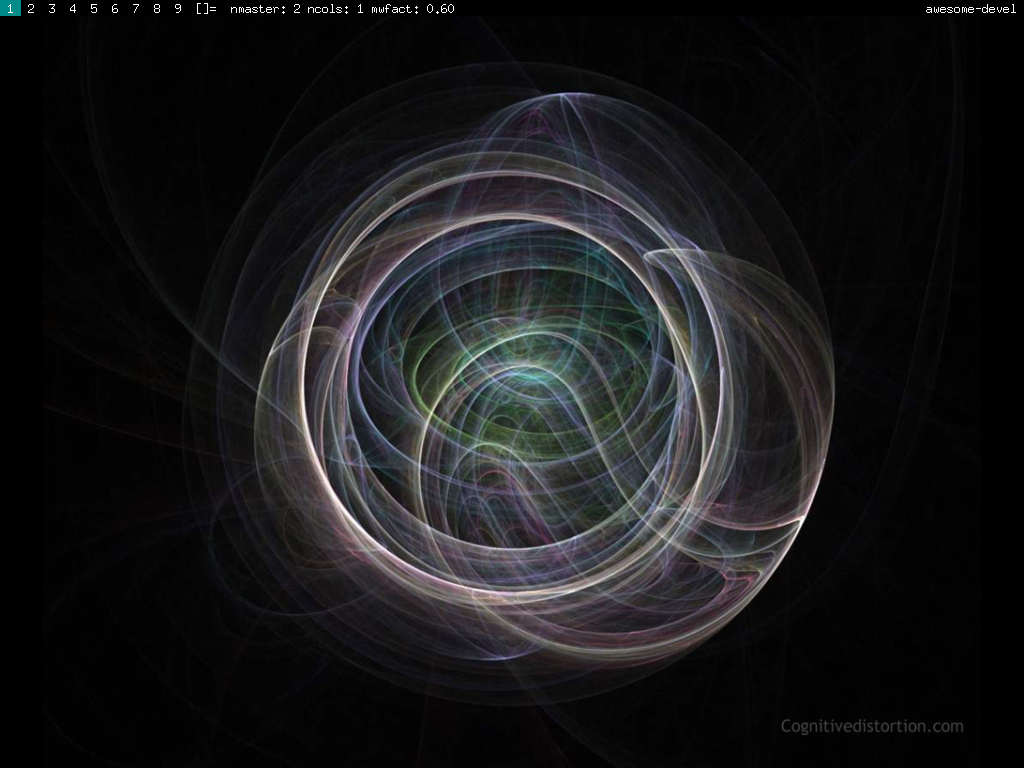 1 2 3 4 5 6 7 8 9 []= nmaster: 2 ncols: 1 mwfact: 0.60 awesome-devel
Cognitivedistortion.com